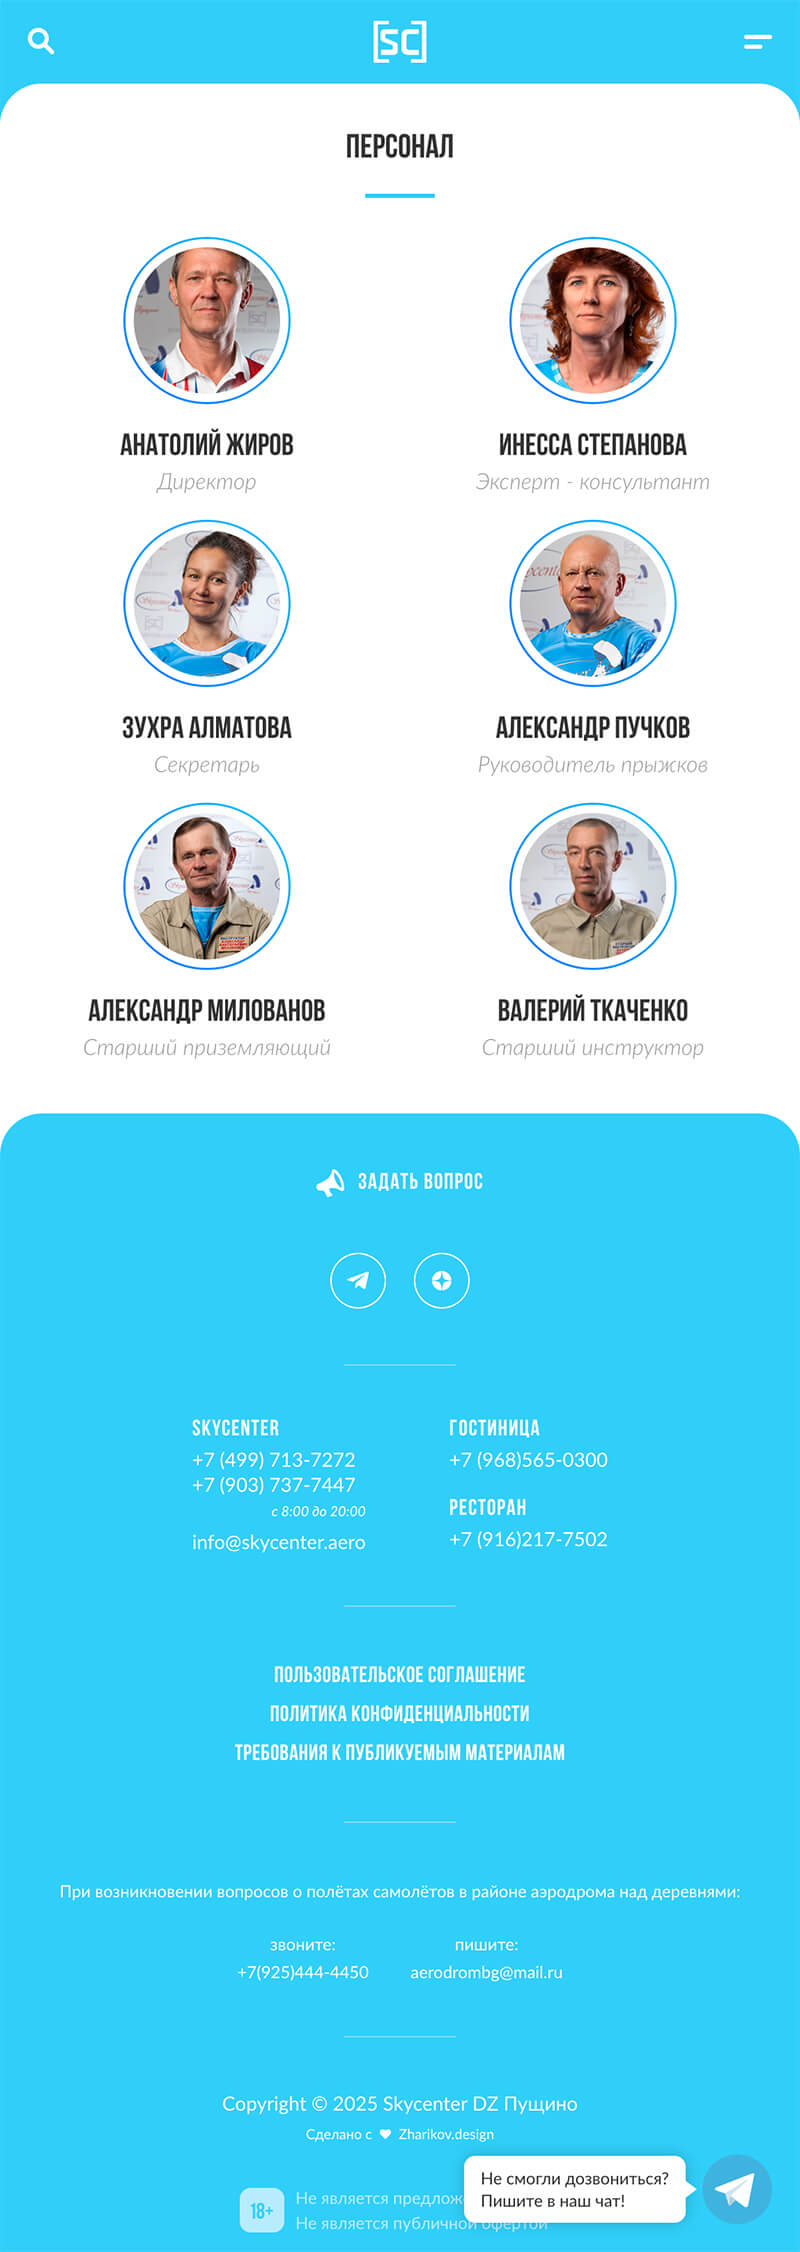 [SC]
ПЕРСОНАЛ
АНАТОЛИЙ ЖИРОВ
Директор
ИНЕССА СТЕПАНОВА
Эксперт - консультант
ЗУХРА АЛМАТОВА
Секретарь
АЛЕКСАНДР ПУЧКОВ
Руководитель прыжков
АЛЕКСАНДР МИЛОВАНОВ
Старший приземляющий
ВАЛЕРИЙ ТКАЧЕНКО
Старший инструктор
ЗАДАТЬ ВОПРОС
SKYCENTER
+7 (499) 713-7272
+7 (903) 737-7447
с 8:00 до 20:00
info@skycenter.aero
ГОСТИНИЦА
+7 (968)565-0300
РЕСТОРАН
+7 (916)217-7502
ПОЛЬЗОВАТЕЛЬСКОЕ СОГЛАШЕНИЕ
ПОЛИТИКА КОНФИДЕНЦИАЛЬНОСТИ
ТРЕБОВАНИЯ К ПУБЛИКУЕМЫМ МАТЕРИАЛАМ
При возникновении вопросов о полётах самолётов в районе аэродрома над деревнями:
звоните:
+7(925)444-4450
пишите:
aerodrombg@mail.ru
Copyright © 2025 Skycenter DZ Пущино
Сделано с ♥ Zharikov.design
Не смогли дозвониться?
Пишите в наш чат!
18+
Не является
Не является публичной офертой